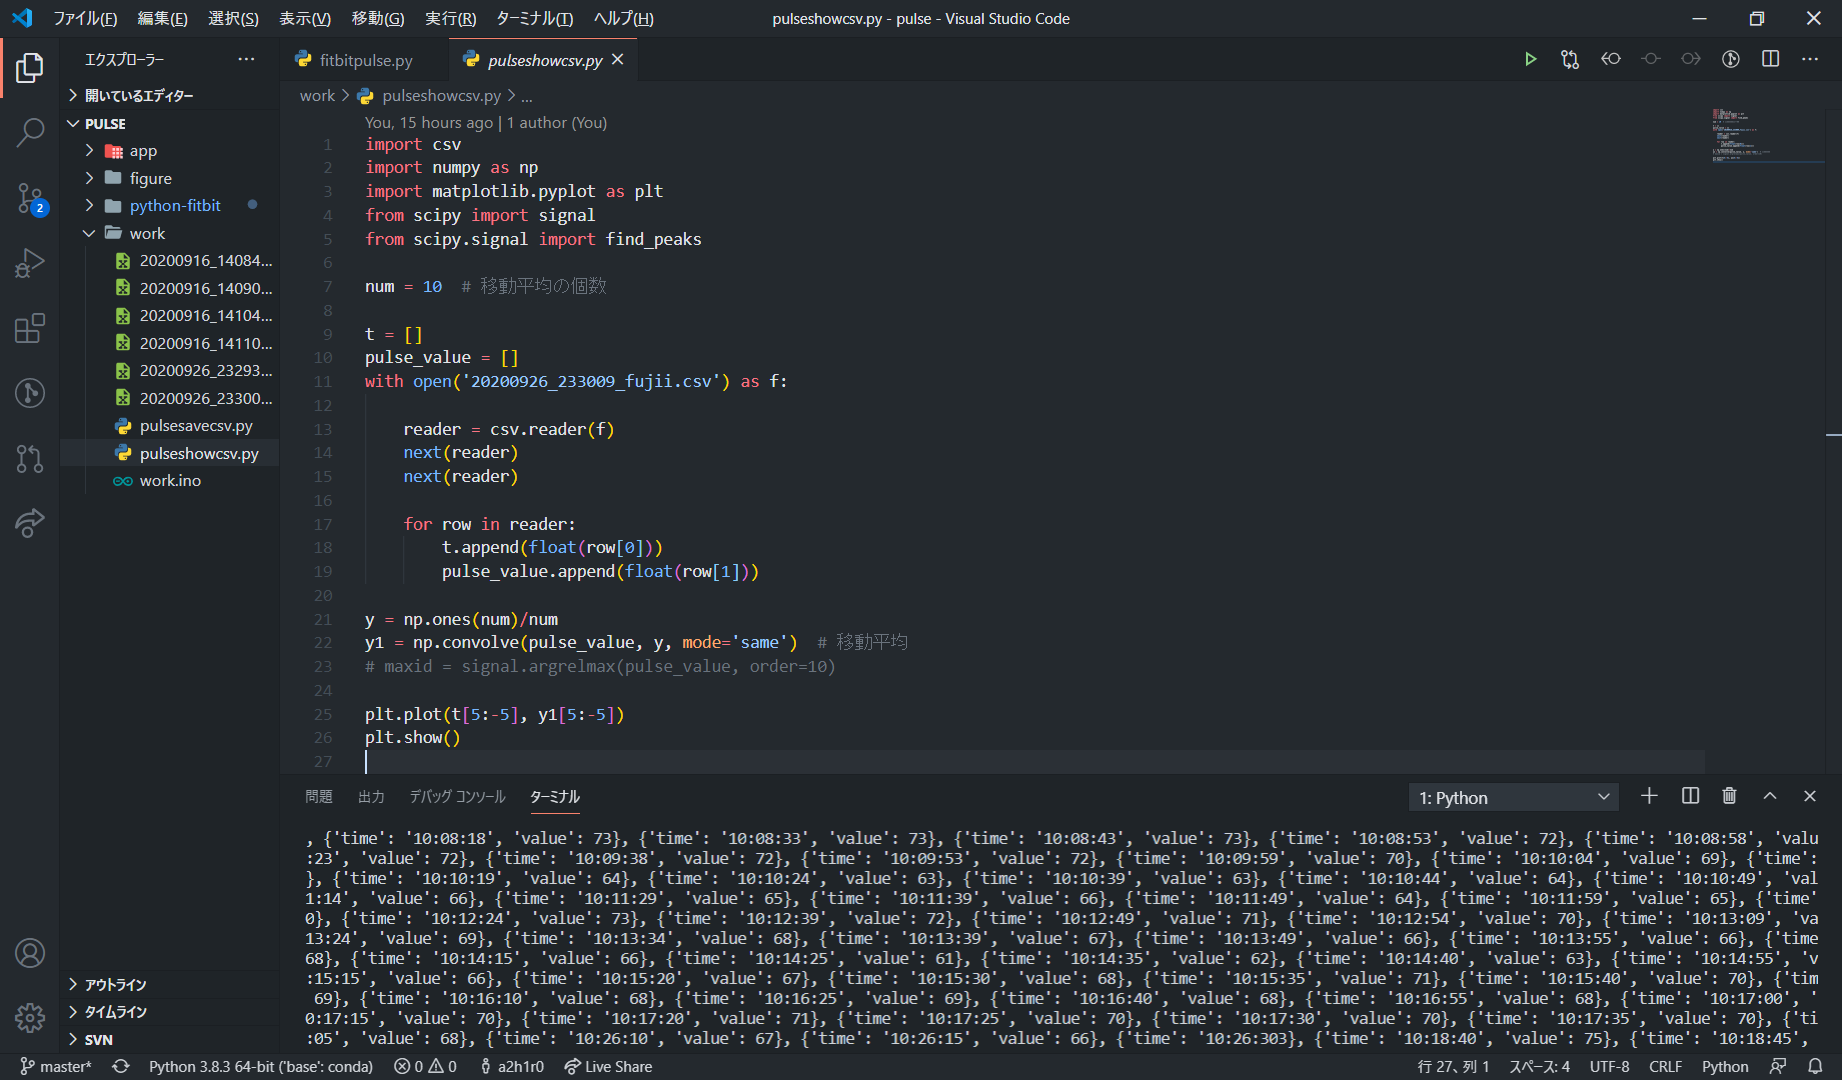 ファイル(F) 編集(E) 選択(S) 表示(V) 移動(G) 実行(R) ターミナル(T) ヘルプ(H)
pulseshowcsv.py - pulse - Visual Studio Code
エクスプローラー
開いているエディター
PULSE
app
figure
python-fitbit
work
20200916_14084...
20200916_14090...
20200916_14104...
20200916_14110...
20200926_23293...
20200926_23300...
pulsesavecsv.py
pulseshowcsv.py
work.ino
アウトライン
タイムライン
SVN
2
fitbitpulse.py
pulseshowcsv.py
work > pulseshowcsv.py > ...
You, 15 hours ago | 1 author (You)
1 import csv
2 import numpy as np
3 import matplotlib.pyplot as plt
4 from scipy import signal
5 from scipy.signal import find_peaks
6
7 num = 10  # 移動平均の個数
8
9 t = []
10 pulse_value = []
11 with open('20200926_233009_fujii.csv') as f:
12
13     reader = csv.reader(f)
14     next(reader)
15     next(reader)
16
17     for row in reader:
18         t.append(float(row[0]))
19         pulse_value.append(float(row[1]))
20
21 y = np.ones(num)/num
22 y1 = np.convolve(pulse_value, y, mode='same')  # 移動平均
23 # maxid = signal.argrelmax(pulse_value, order=10)
24
25 plt.plot(t[5:-5], y1[5:-5])
26 plt.show()
27
問題 出力 デバッグ コンソール ターミナル
1: Python
, {'time': '10:08:18', 'value': 73}, {'time': '10:08:33', 'value': 73}, {'time': '10:08:43', 'value': 73}, {'time': '10:08:53', 'value': 72}, {'time': '10:08:58', 'valu
:23', 'value': 72}, {'time': '10:09:38', 'value': 72}, {'time': '10:09:53', 'value': 72}, {'time': '10:09:59', 'value': 70}, {'time': '10:10:04', 'value': 69}, {'time':
}, {'time': '10:10:19', 'value': 64}, {'time': '10:10:24', 'value': 63}, {'time': '10:10:39', 'value': 63}, {'time': '10:10:44', 'value': 64}, {'time': '10:10:49', 'val
1:14', 'value': 66}, {'time': '10:11:29', 'value': 65}, {'time': '10:11:39', 'value': 66}, {'time': '10:11:49', 'value': 64}, {'time': '10:11:59', 'value': 65}, {'time'
0}, {'time': '10:12:24', 'value': 73}, {'time': '10:12:39', 'value': 72}, {'time': '10:12:49', 'value': 71}, {'time': '10:12:54', 'value': 70}, {'time': '10:13:09', 'va
13:24', 'value': 69}, {'time': '10:13:34', 'value': 68}, {'time': '10:13:39', 'value': 67}, {'time': '10:13:49', 'value': 66}, {'time': '10:13:55', 'value': 66}, {'time
68}, {'time': '10:14:15', 'value': 66}, {'time': '10:14:25', 'value': 61}, {'time': '10:14:35', 'value': 62}, {'time': '10:14:40', 'value': 63}, {'time': '10:14:55', 'v
:15:15', 'value': 66}, {'time': '10:15:20', 'value': 67}, {'time': '10:15:30', 'value': 68}, {'time': '10:15:35', 'value': 71}, {'time': '10:15:40', 'value': 70}, {'tim
69}, {'time': '10:16:10', 'value': 68}, {'time': '10:16:25', 'value': 69}, {'time': '10:16:40', 'value': 68}, {'time': '10:16:55', 'value': 68}, {'time': '10:17:00', '
0:17:15', 'value': 70}, {'time': '10:17:20', 'value': 71}, {'time': '10:17:25', 'value': 70}, {'time': '10:17:30', 'value': 70}, {'time': '10:17:35', 'value': 70}, {'ti
:05', 'value': 68}, {'time': '10:26:10', 'value': 67}, {'time': '10:26:15', 'value': 66}, {'time': '10:26:303}, {'time': '10:18:40', 'value': 75}, {'time': '10:18:45',
master* Python 3.8.3 64-bit ('base': conda) 0 0 a2h1r0 Live Share
行 27、列 1 スペース: 4 UTF-8 CRLF Python